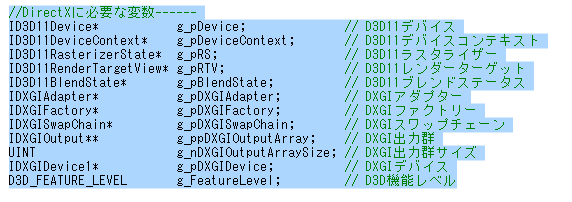 //DirectXに必要な変数------
ID3D11Device* g_pDevice; // D3D11デバイス
ID3D11DeviceContext* g_pDeviceContext; // D3D11デバイスコンテキスト
ID3D11RasterizerState* g_pRS; // D3D11ラスタライザー
ID3D11RenderTargetView* g_pRTV; // D3D11レンダーターゲット
ID3D11BlendState* g_pBlendState; // D3D11ブレンドステータス
IDXGIAdapter* g_pDXGIAdapter; // DXGIアダプター
IDXGIFactory* g_pDXGIFactory; // DXGIファクトリー
IDXGISwapChain* g_pDXGISwapChain; // DXGIスワップチェーン
IDXGIOutput** g_ppDXGIOutputArray; // DXGI出力群
UINT g_nDXGIOutputArraySize; // DXGI出力群サイズ
IDXGIDevice1* g_pDXGIDevice; // DXGIデバイス
D3D_FEATURE_LEVEL g_FeatureLevel; // D3D機能レベル